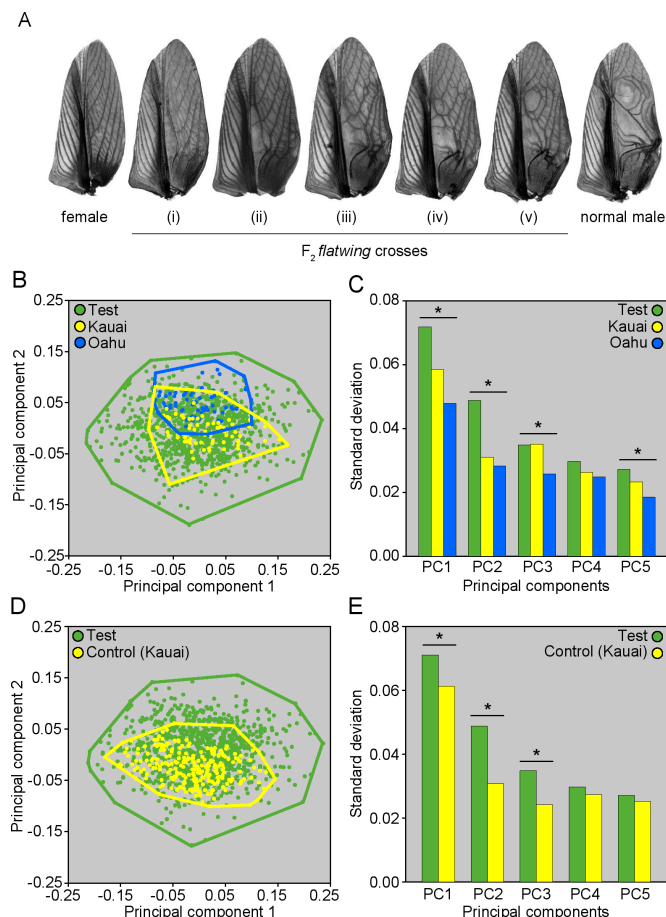 A
female
(i)
(ii)
(iii)
(iv)
(v)
normal male
F2 flatwing crosses
B
0.25
0.15
0.05
-0.05
-0.15
-0.25
Principal component 2
Test
Kauai
Oahu
-0.25
-0.15
-0.05
0.05
0.15
0.25
Principal component 1
C
0.08
0.06
0.04
0.02
0.00
Standard deviation
Test
Kauai
Oahu
*
*
*
*
PC1
PC2
PC3
PC4
PC5
Principal components
D
0.25
0.15
0.05
-0.05
-0.15
-0.25
Principal component 2
Test
Control (Kauai)
-0.25
-0.15
-0.05
0.05
0.15
0.25
Principal component 1
E
0.08
0.06
0.04
0.02
0.00
Standard deviation
Test
Control (Kauai)
*
*
*
PC1
PC2
PC3
PC4
PC5
Principal components